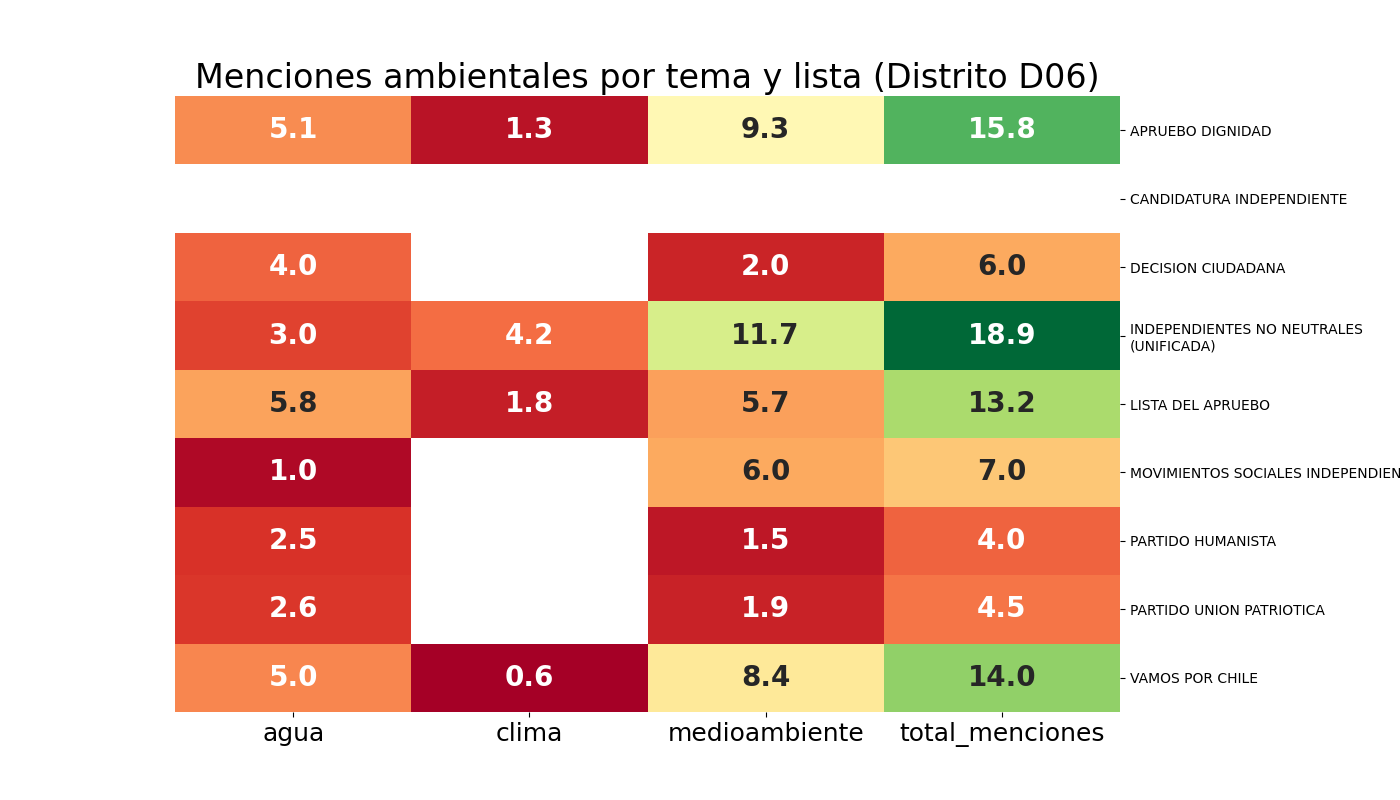 Menciones ambientales por tema y lista (Distrito D06)
5.1 1.3 9.3 15.8 APRUEBO DIGNIDAD
CANDIDATURA INDEPENDIENTE
4.0 2.0 6.0 DECISION CIUDADANA
3.0 4.2 11.7 18.9 INDEPENDIENTES NO NEUTRALES
(UNIFICADA)
5.8 1.8 5.7 13.2 LISTA DEL APRUEBO
1.0 6.0 7.0 MOVIMIENTOS SOCIALES INDEPENDIEN
2.5 1.5 4.0 PARTIDO HUMANISTA
2.6 1.9 4.5 PARTIDO UNION PATRIOTICA
5.0 0.6 8.4 14.0 VAMOS POR CHILE
agua clima medioambiente total_menciones